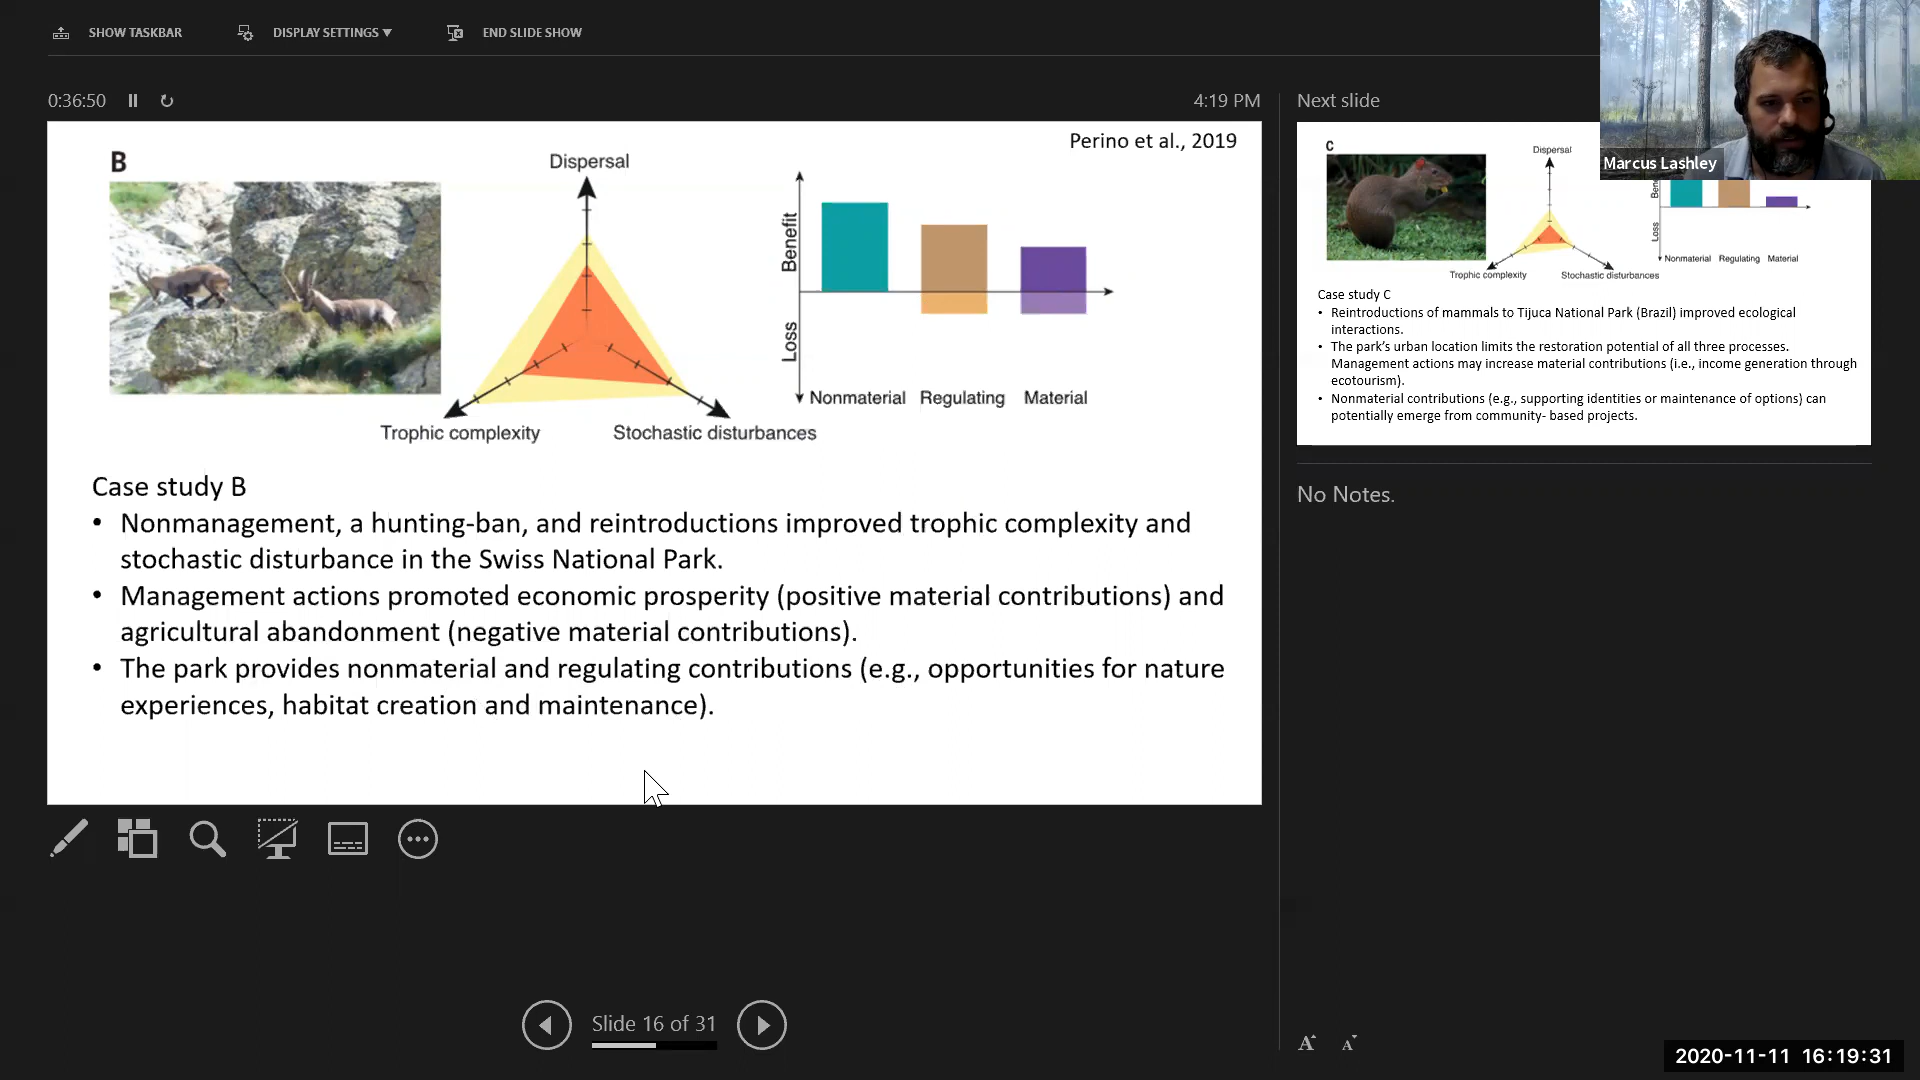 SHOW TASKBAR
DISPLAY SETTINGS ▼
END SLIDE SHOW
0:36:50
4:19 PM
Next slide
Marcus Lashley
Perino et al., 2019
B
Dispersal
Trophic complexity
Stochastic disturbances
Benefit
Loss
Nonmaterial
Regulating
Material
Case study B
• Nonmanagement, a hunting-ban, and reintroductions improved trophic complexity and
stochastic disturbance in the Swiss National Park.
• Management actions promoted economic prosperity (positive material contributions) and
agricultural abandonment (negative material contributions).
• The park provides nonmaterial and regulating contributions (e.g., opportunities for nature
experiences, habitat creation and maintenance).
C
Dispersal
Trophic complexity
Stochastic disturbances
Loss
Nonmaterial
Regulating
Material
Case study C
• Reintroductions of mammals to Tijuca National Park (Brazil) improved ecological
interactions.
• The park's urban location limits the restoration potential of all three processes.
Management actions may increase material contributions (i.e., income generation through
ecotourism).
• Nonmaterial contributions (e.g., supporting identities or maintenance of options) can
potentially emerge from community- based projects.
No Notes.
Slide 16 of 31
A A
2020-11-11 16:19:31